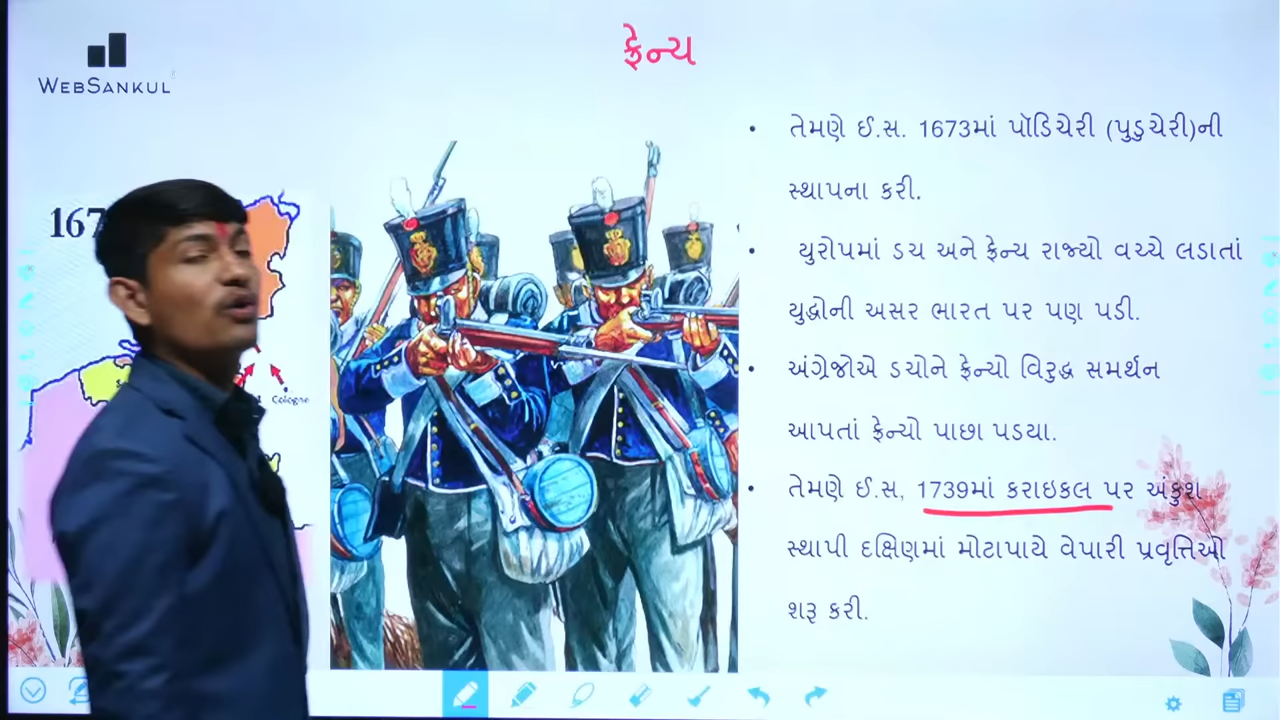 WEBSANKUL
ફ્રેન્ચ
• તેમણે ઈ.સ. 1673માં પૉડિચેરી (પુડુચેરી)ની
સ્થાપના કરી.
• યુરોપમાં ડચ અને ફ્રેન્ચ રાજ્યો વચ્ચે લડાતાં
યુદ્ધોની અસર ભારત પર પણ પડી.
• અંગ્રેજોએ ડચોને ફ્રેન્ચો વિરુદ્ધ સમર્થન
આપતાં ફ્રેન્ચો પાછા પડયા.
• તેમણે ઈ.સ, 1739માં કરાઇકલ પર અંકુશ
સ્થાપી દક્ષિણમાં મોટાપાયે વેપારી પ્રવૃત્તિઓ
શરૂ કરી.
167
Cologne